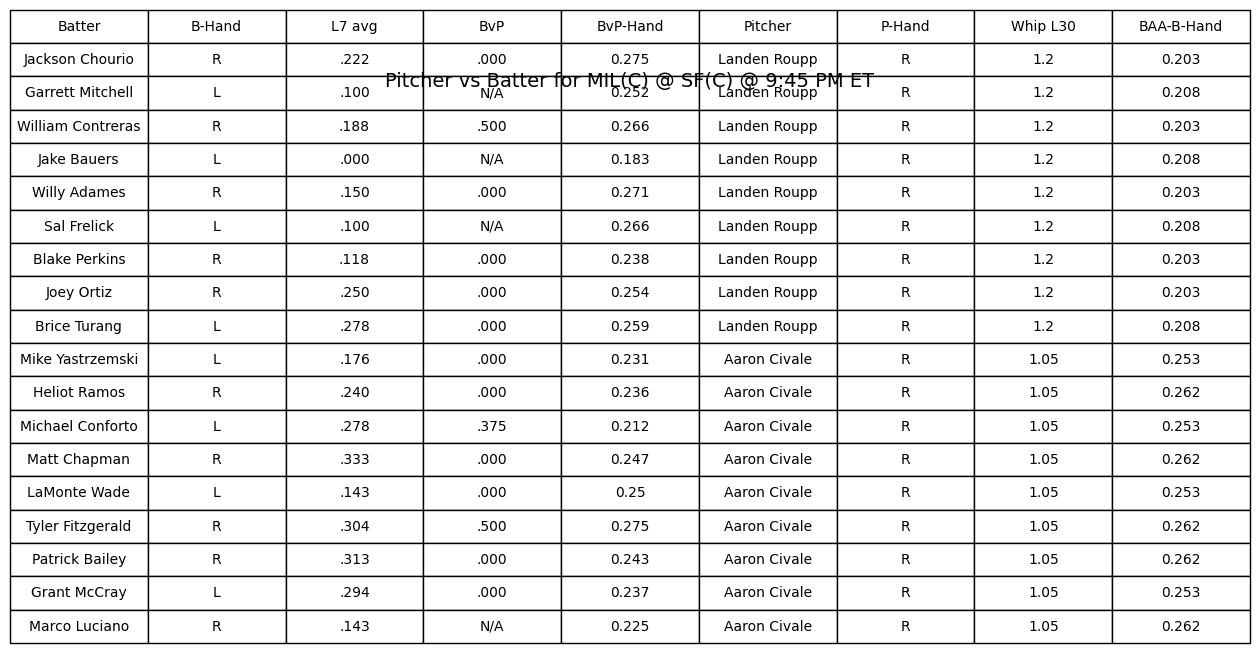 Batter B-Hand L7 avg BvP BvP-Hand Pitcher P-Hand Whip L30 BAA-B-Hand
Jackson Chourio R .222 .000 0.275 Landen Roupp R 1.2 0.203
Pitcher vs Batter for MIL(C) @ SF(C) @ 9:45 PM ET
Garrett Mitchell L .100 N/A 0.252 Landen Roupp R 1.2 0.208
William Contreras R .188 .500 0.266 Landen Roupp R 1.2 0.203
Jake Bauers L .000 N/A 0.183 Landen Roupp R 1.2 0.208
Willy Adames R .150 .000 0.271 Landen Roupp R 1.2 0.203
Sal Frelick L .100 N/A 0.266 Landen Roupp R 1.2 0.208
Blake Perkins R .118 .000 0.238 Landen Roupp R 1.2 0.203
Joey Ortiz R .250 .000 0.254 Landen Roupp R 1.2 0.203
Brice Turang L .278 .000 0.259 Landen Roupp R 1.2 0.208
Mike Yastrzemski L .176 .000 0.231 Aaron Civale R 1.05 0.253
Heliot Ramos R .240 .000 0.236 Aaron Civale R 1.05 0.262
Michael Conforto L .278 .375 0.212 Aaron Civale R 1.05 0.253
Matt Chapman R .333 .000 0.247 Aaron Civale R 1.05 0.262
LaMonte Wade L .143 .000 0.25 Aaron Civale R 1.05 0.253
Tyler Fitzgerald R .304 .500 0.275 Aaron Civale R 1.05 0.262
Patrick Bailey R .313 .000 0.243 Aaron Civale R 1.05 0.262
Grant McCray L .294 .000 0.237 Aaron Civale R 1.05 0.253
Marco Luciano R .143 N/A 0.225 Aaron Civale R 1.05 0.262